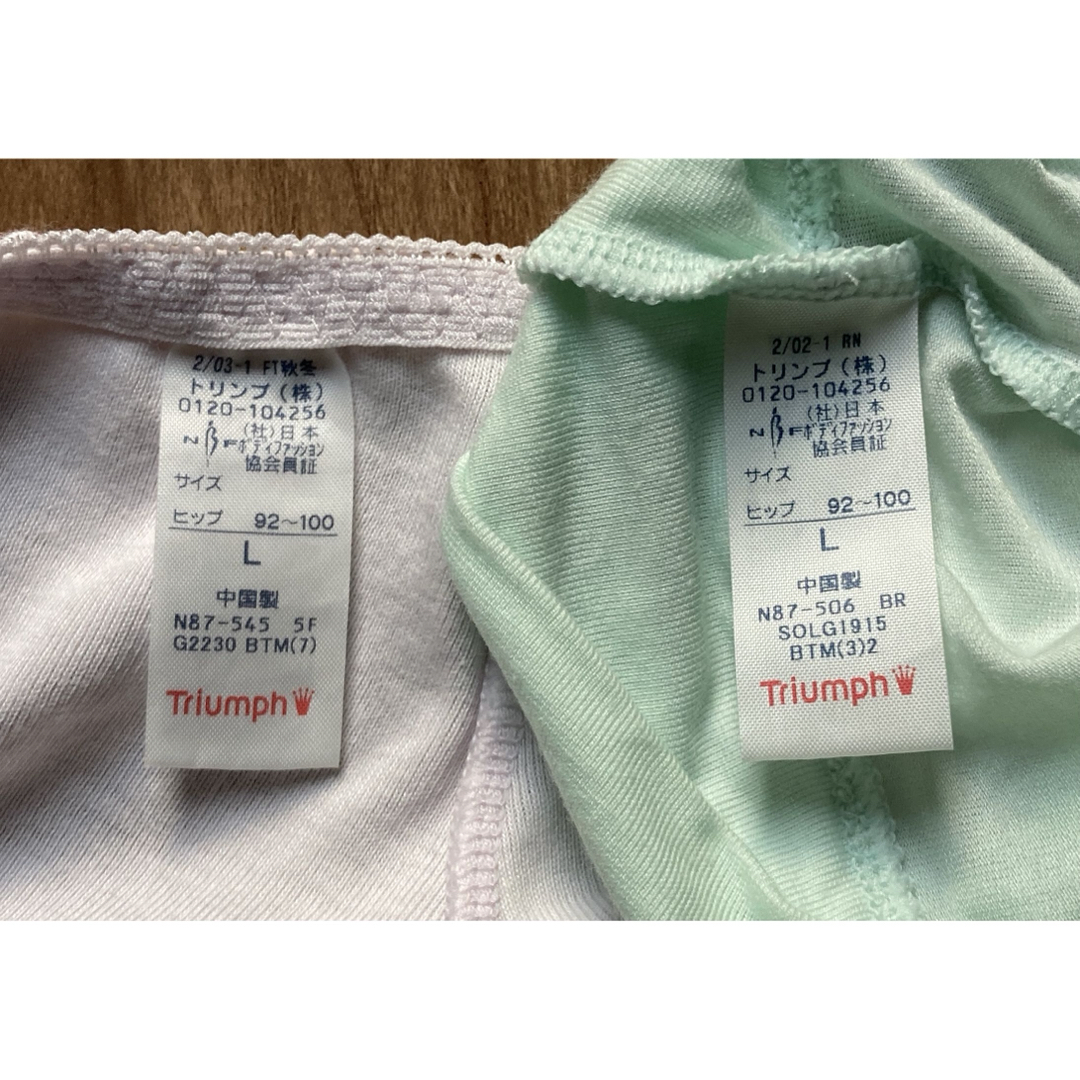 2/03-1 FT秋冬
トリンプ(株)
0120-104256
NBF
(社)日本
ボディファッション
協会員証
サイズ
ヒップ 92~100
L
中国製
N87-545 5F
G2230 BTM(7)
Triumph
2/02-1 RN
トリンプ(株)
0120-104256
NBF
(社)日本
ボディファッション
協会員証
サイズ
ヒップ 92~100
L
中国製
N87-506 BR
SOLG1915
BTM(3)2
Triumph